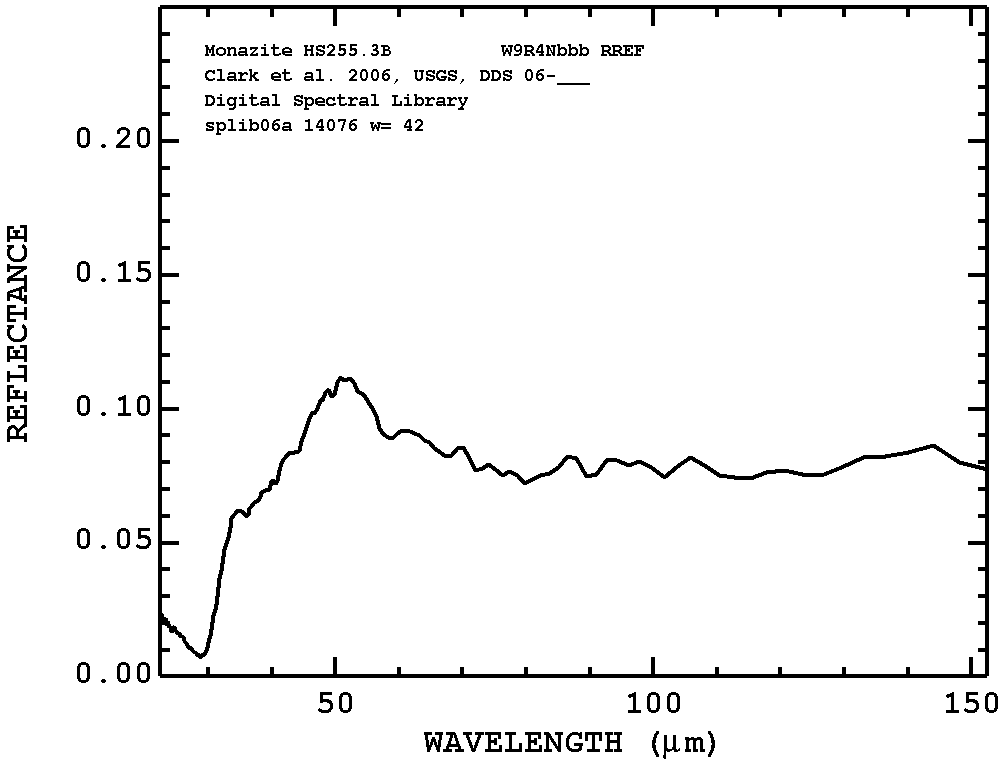 Monazite HS255.3B W9R4Nbbb RREF
Clark et al. 2006, USGS, DDS 06-___
Digital Spectral Library
splib06a 14076 w= 42
0.20
0.15
0.10
0.05
0.00
REFLECTANCE
50 100 150
WAVELENGTH (μm)